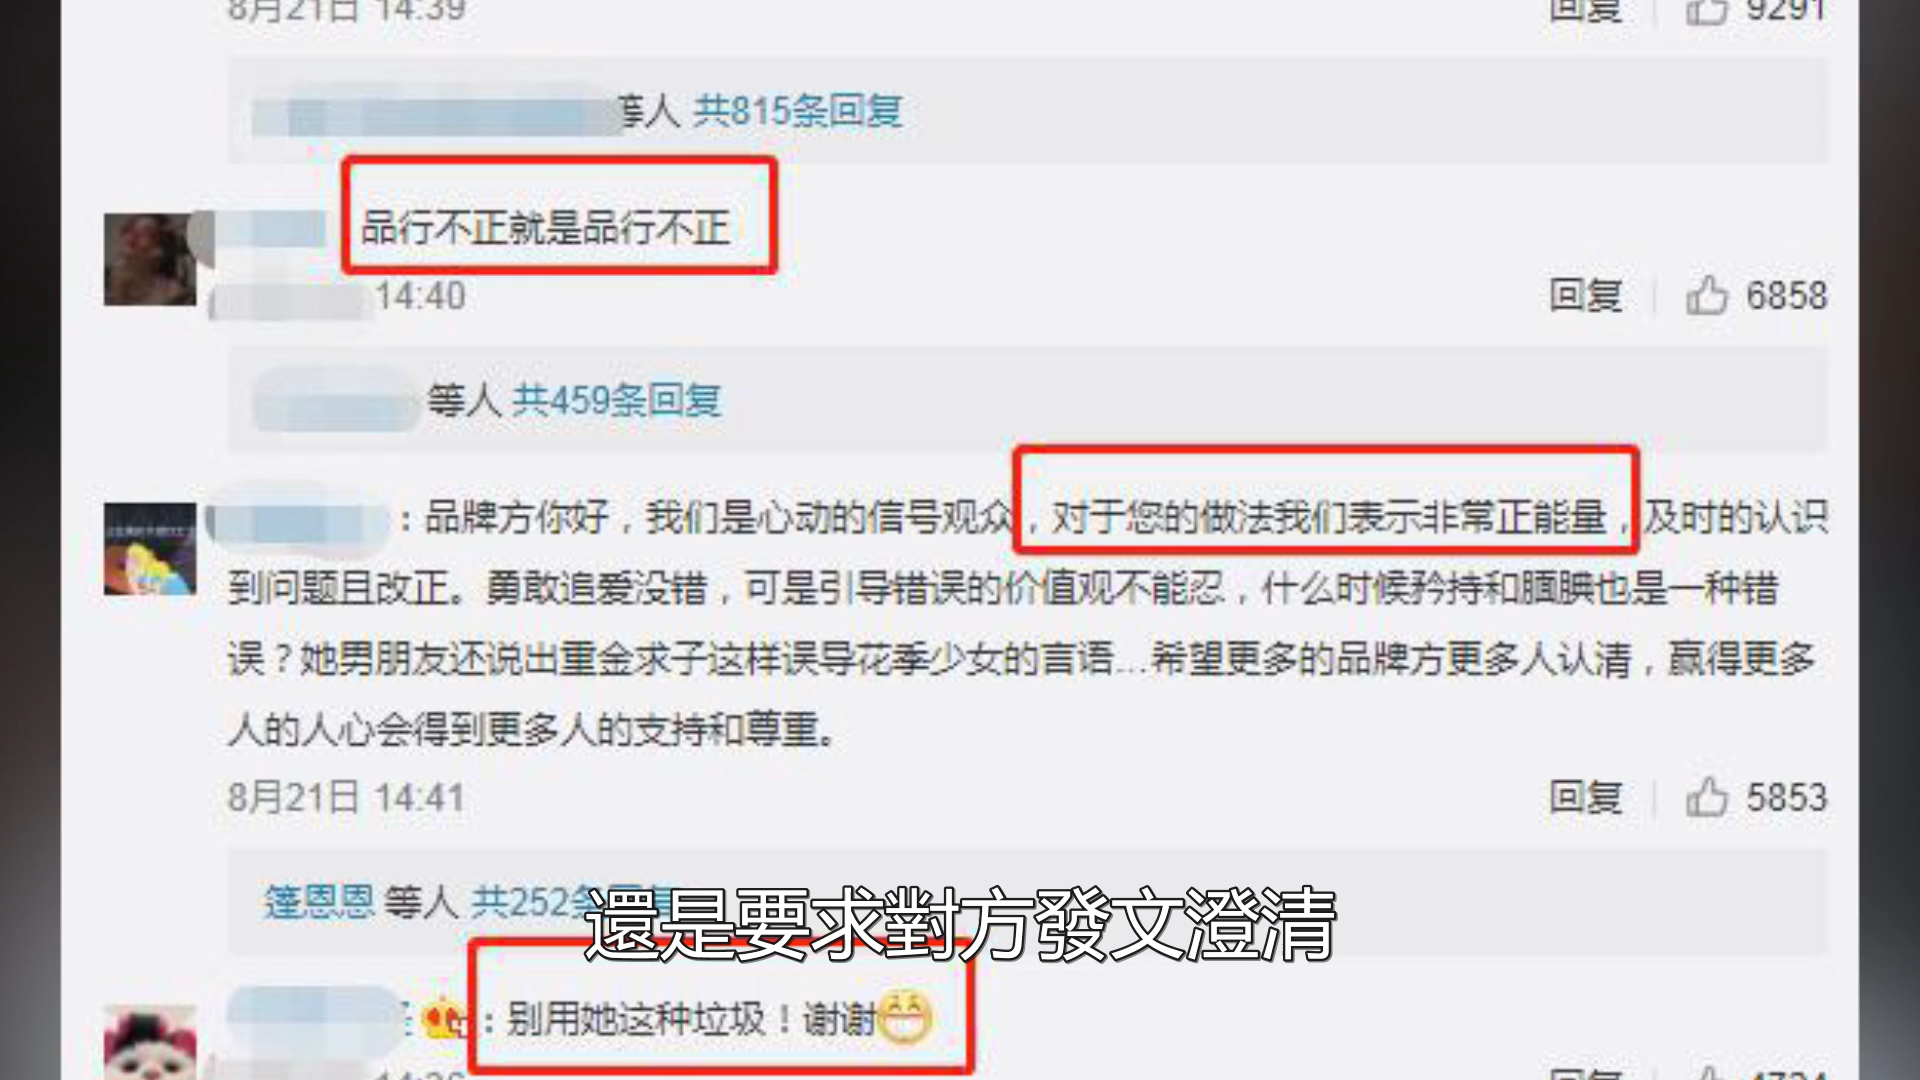 8月21日 14:39
回复 9291
等人 共815条回复
品行不正就是品行不正
14:40
回复 6858
等人 共459条回复
：品牌方你好，我们是心动的信号观众，对于您的做法我们表示非常正能量，及时的认识
到问题且改正。勇敢追爱没错，可是引导错误的价值观不能忍，什么时候矜持和腼腆也是一种错
误？她男朋友还说出重金求子这样误导花季少女的言语...希望更多的品牌方更多人认清，赢得更多
人的人心会得到更多人的支持和尊重。
8月21日 14:41
回复 5853
篷恩恩 等人 共252条回复
還是要求對方發文澄清
：别用她这种垃圾！谢谢
回复